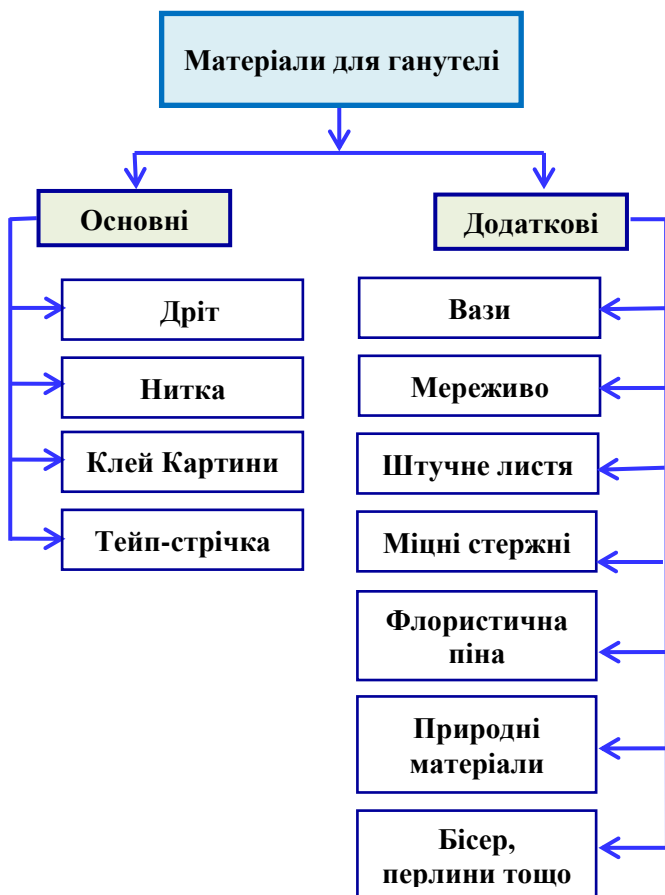 Матеріали для ганутелі
Основні
Дріт
Нитка
Клей Картини
Тейп-стрічка
Додаткові
Вази
Мереживо
Штучне листя
Міцні стержні
Флористична
піна
Природні
матеріали
Бісер,
перлини тощо